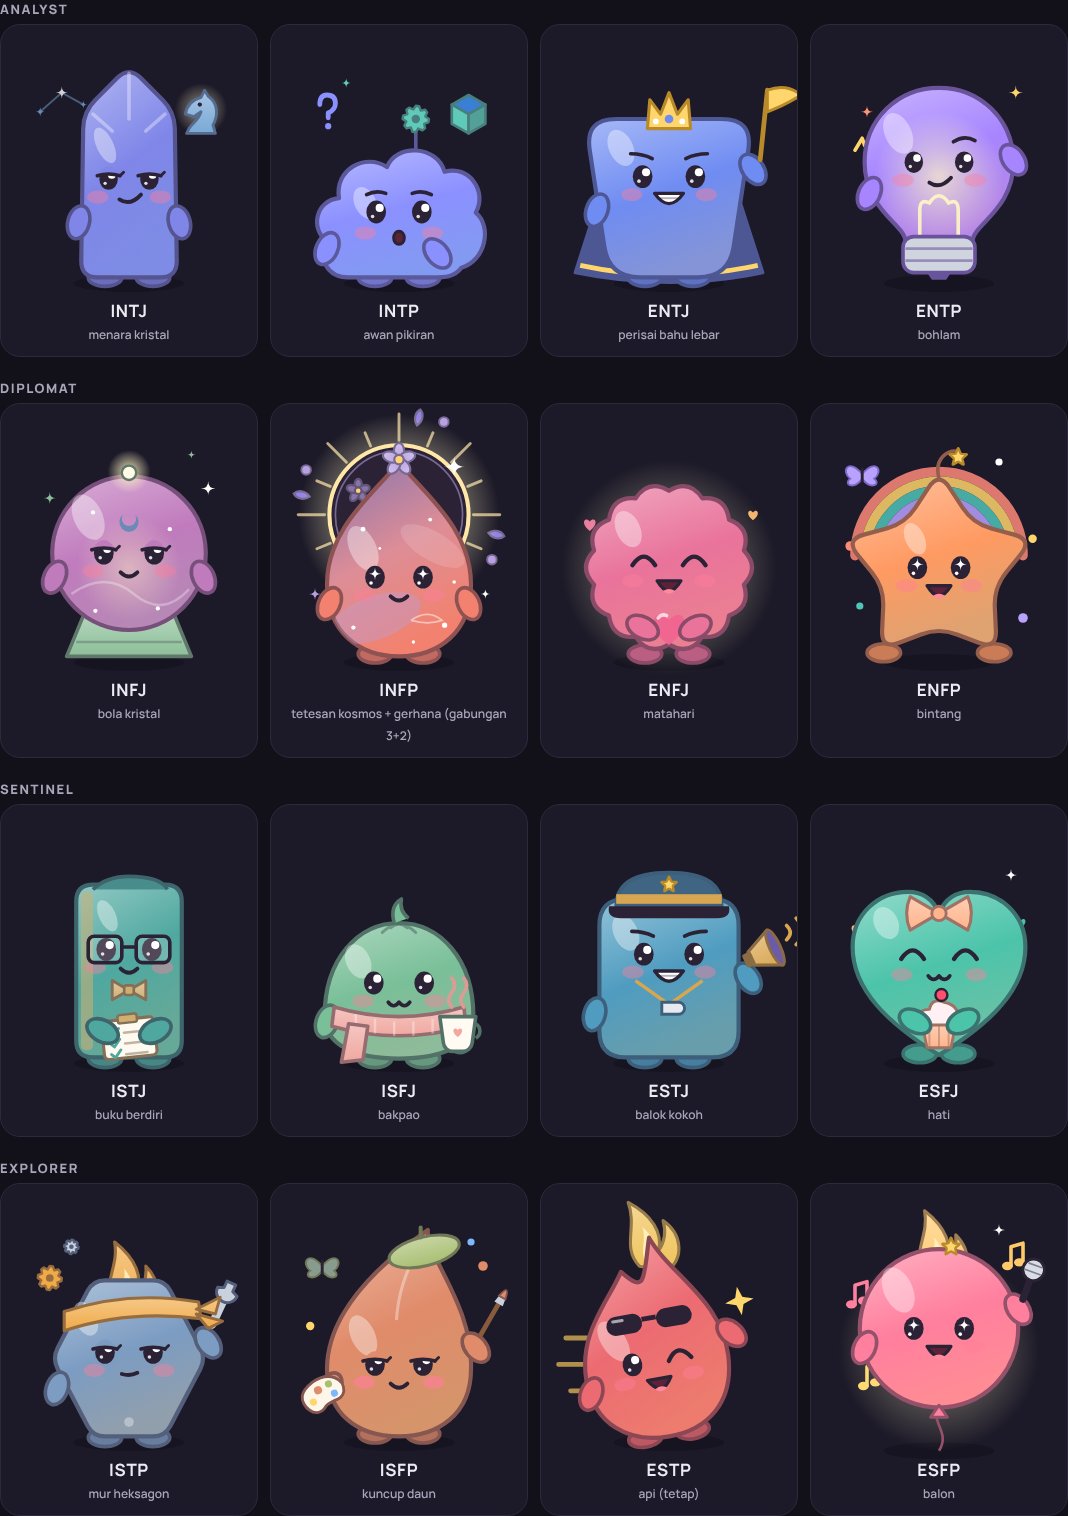 ANALYST
INTJ
menara kristal
INTP
awan pikiran
ENTJ
perisai bahu lebar
ENTP
bohlam
DIPLOMAT
INFJ
bola kristal
INFP
tetesan kosmos + gerhana (gabungan
3+2)
ENFJ
matahari
ENFP
bintang
SENTINEL
ISTJ
buku berdiri
ISFJ
bakpao
ESTJ
balok kokoh
ESFJ
hati
EXPLORER
ISTP
mur heksagon
ISFP
kuncup daun
ESTP
api (tetap)
ESFP
balon